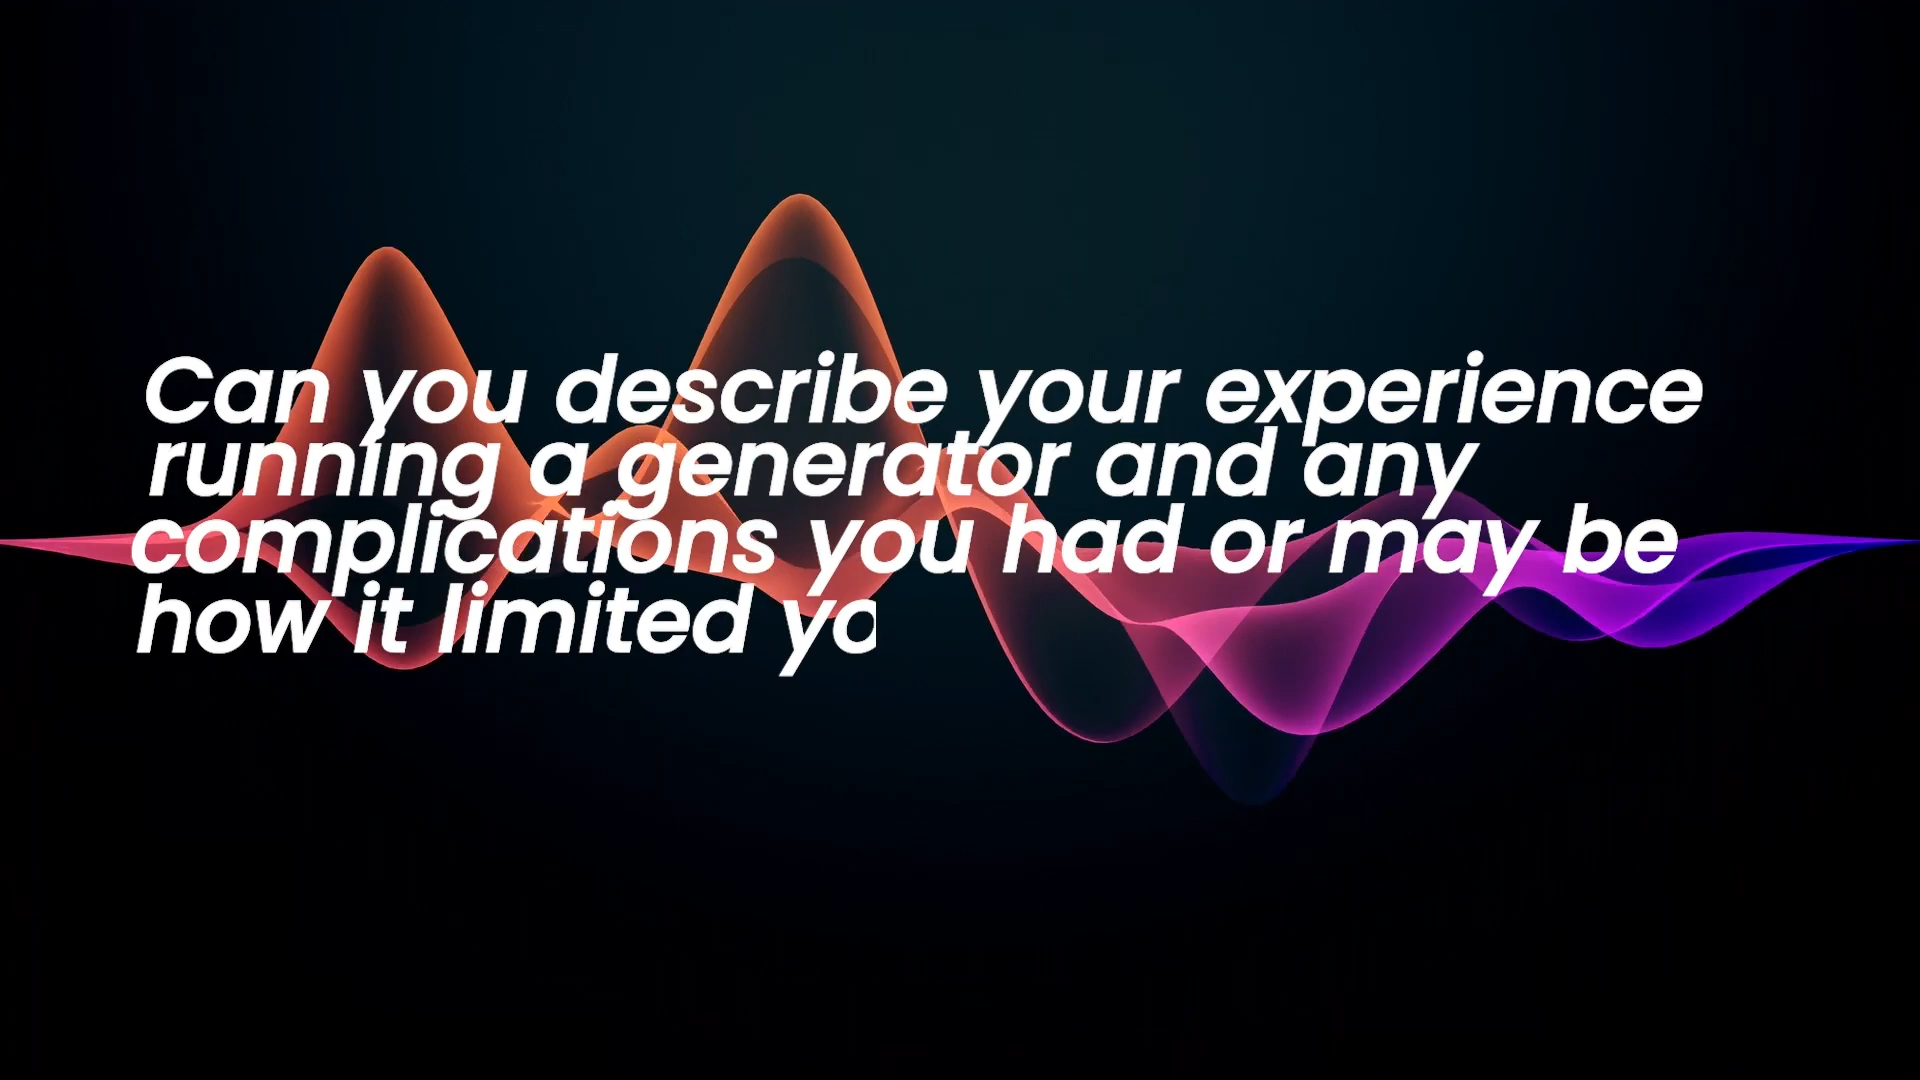 Can you describe your experience
running a generator and any
complications you had or may be
how it limited yo